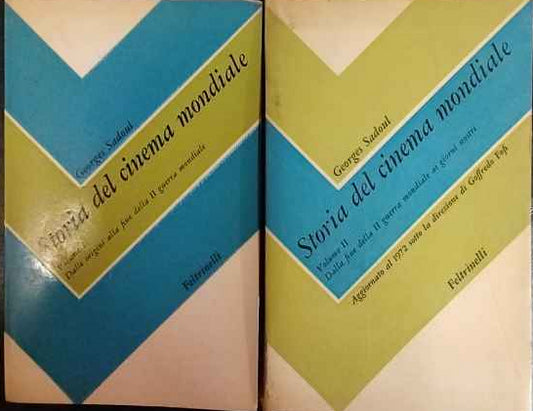 Georges Sadoul
Storia del cinema mondiale
Volume
Dalle origini alla fine della II guerra mondiale
Feltrinelli
Georges Sadoul
Storia del cinema mondiale
Volume II
Dalla fine della II guerra mondiale ai giorni nostri
Aggiornato al 1972 sotto la direzione di Goffredo Fofi
Feltrinelli